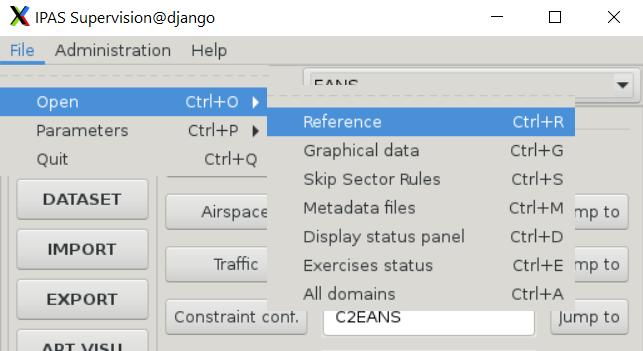 IPAS Supervision@django
File Administration Help
EANS
Open Ctrl+O
Parameters Ctrl+P
Quit Ctrl+Q
Reference Ctrl+R
Graphical data Ctrl+G
Skip Sector Rules Ctrl+S
Metadata files Ctrl+M
Display status panel Ctrl+D
Exercises status Ctrl+E
All domains Ctrl+A
DATASET
IMPORT
EXPORT
ART VISU
Airspace
Traffic
Constraint conf. C2EANS Jump to
mp to
mp to